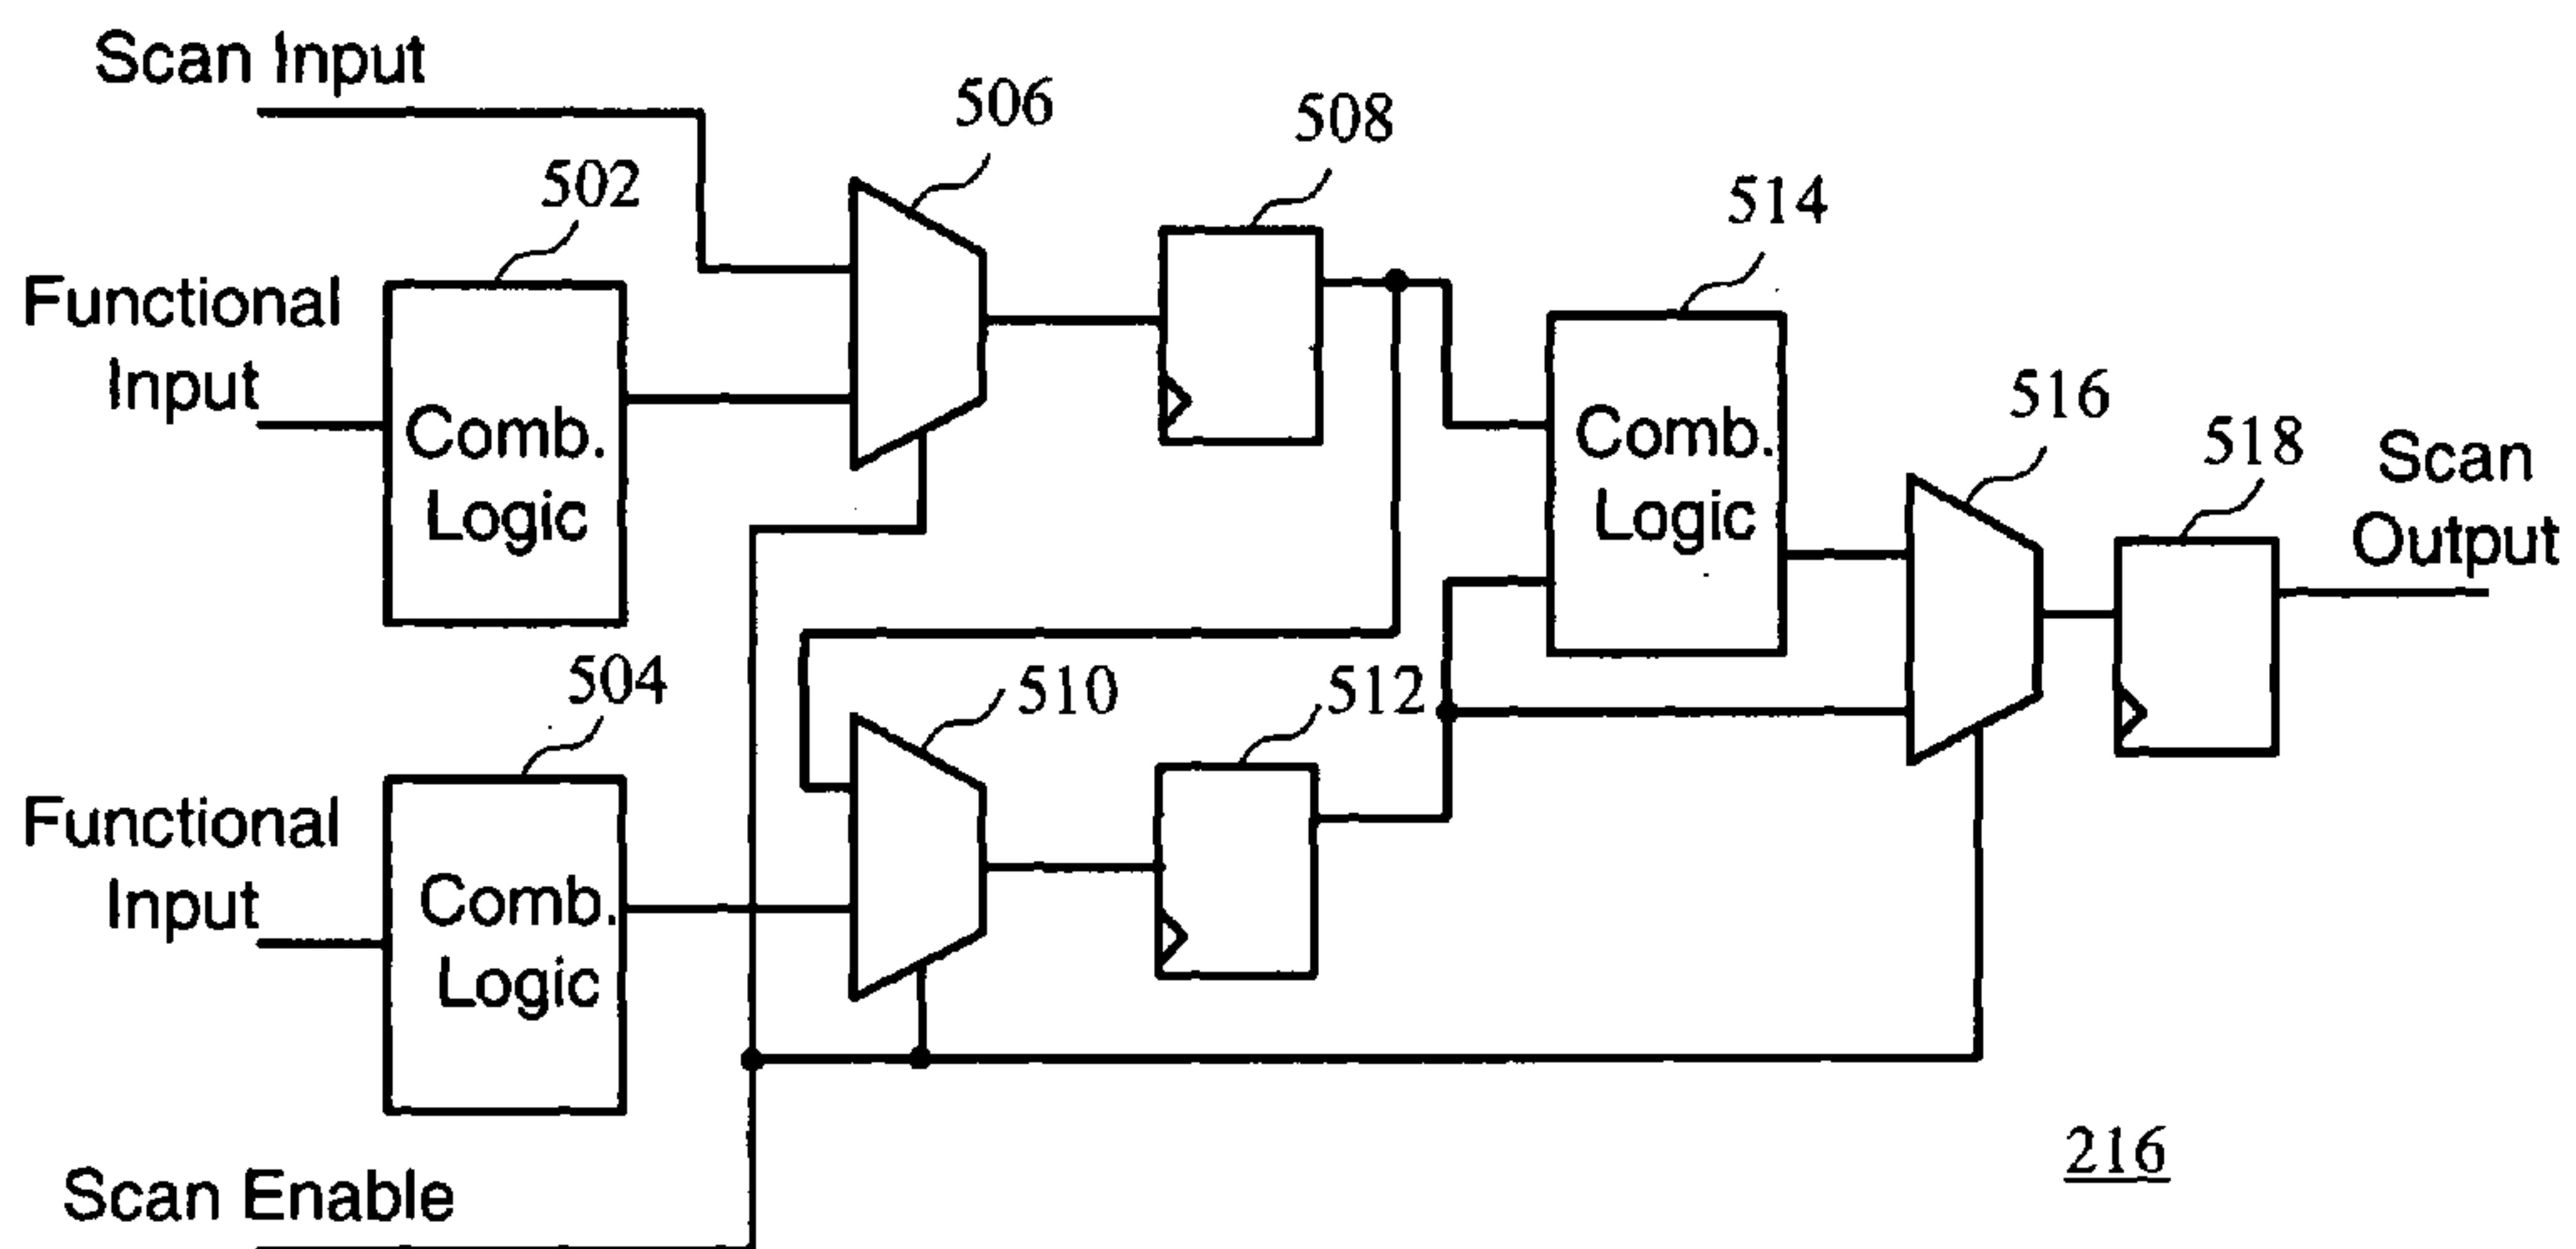 Scan Input
506
508
502
514
Functional
Input
Comb.
Logic
Comb.
Logic
516
518
Scan
Output
504
510
512
Functional
Input
Comb.
Logic
216
Scan Enable